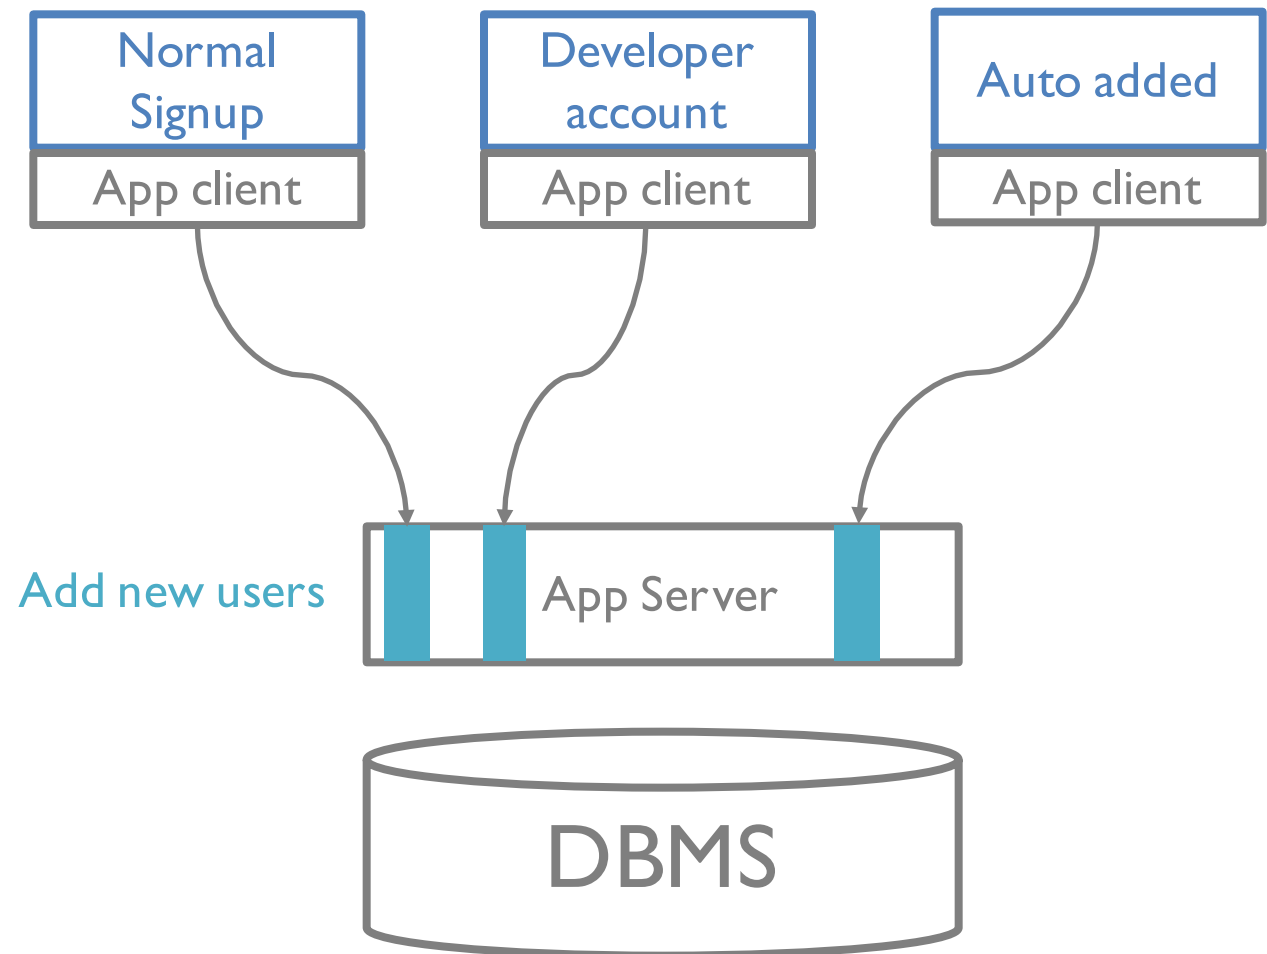 Normal
Signup
App client
Developer
account
App client
Auto added
App client
Add new users
App Server
DBMS